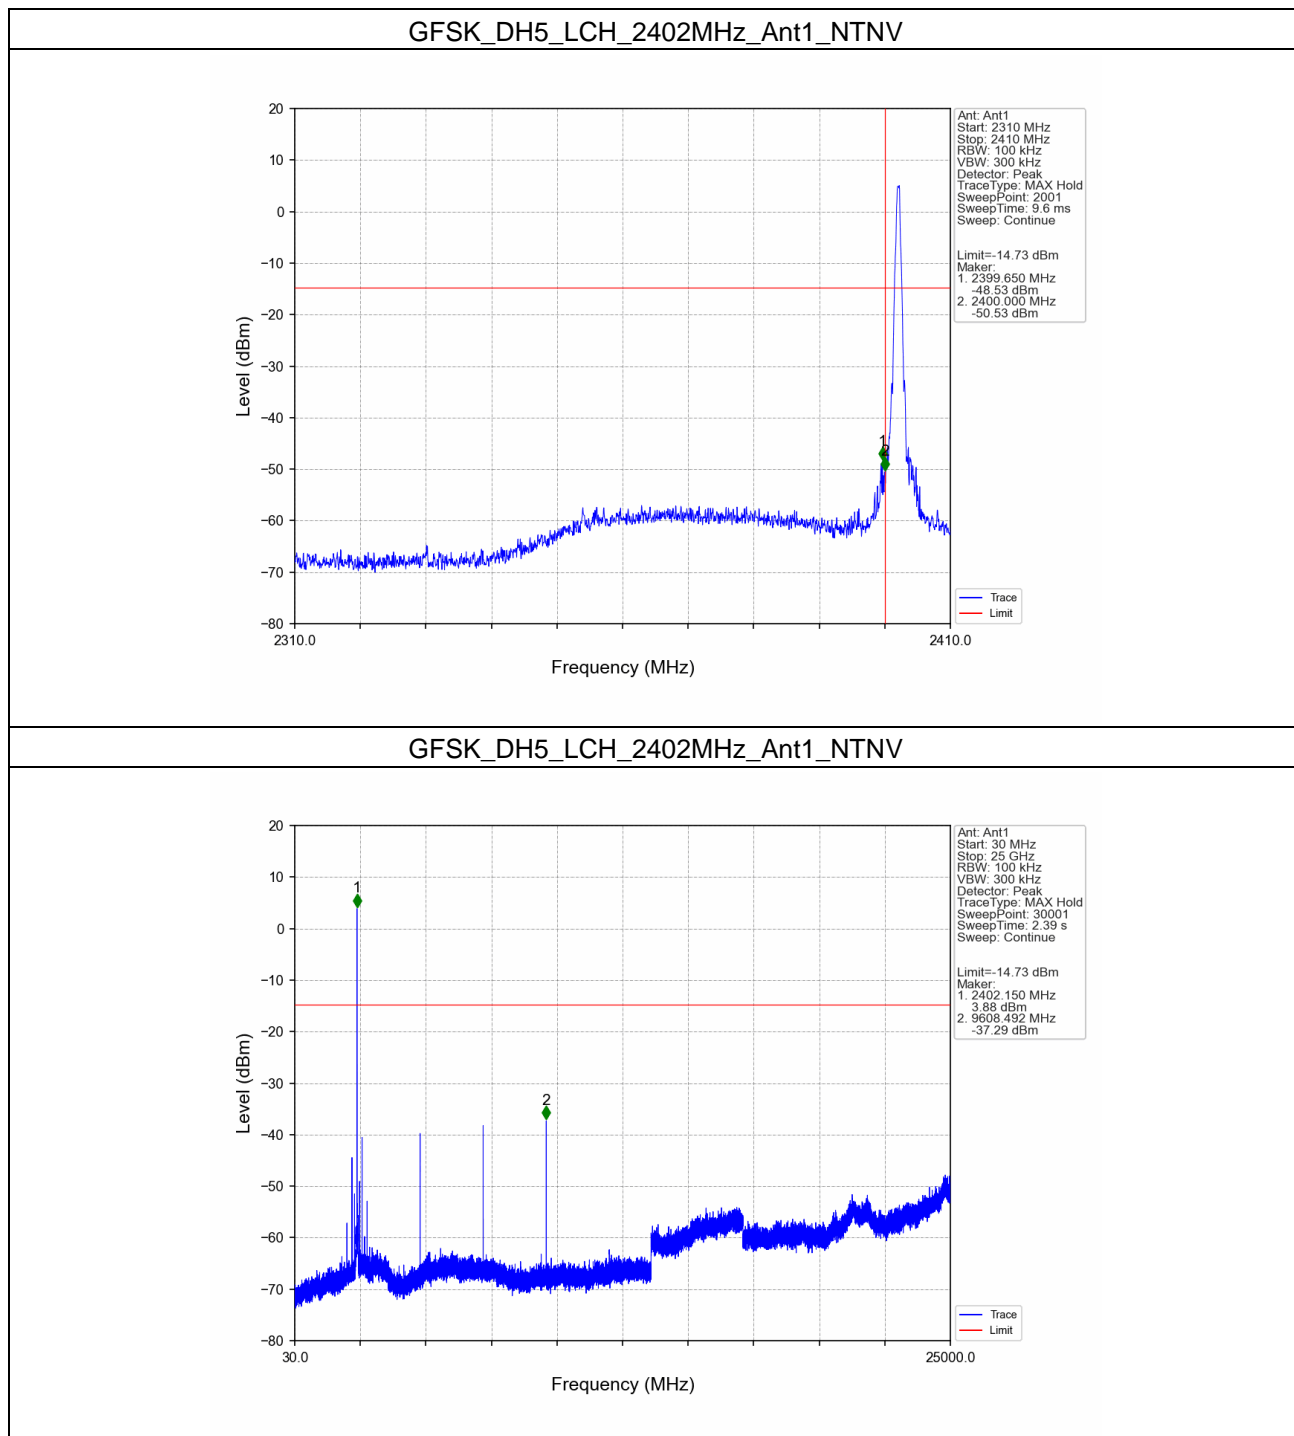 GFSK_DH5_LCH_2402MHz_Ant1_NTNV
20
10
0
−10
−20
−30
−40
−50
−60
−70
−80
Level (dBm)
2310.0
2410.0
Frequency (MHz)
1
2
Ant: Ant1
Start: 2310 MHz
Stop: 2410 MHz
RBW: 100 kHz
VBW: 300 kHz
Detector: Peak
TraceType: MAX Hold
SweepPoint: 2001
SweepTime: 9.6 ms
Sweep: Continue
Limit=-14.73 dBm
Maker:
1. 2399.650 MHz
-48.53 dBm
2. 2400.000 MHz
-50.53 dBm
Trace
Limit
GFSK_DH5_LCH_2402MHz_Ant1_NTNV
20
10
0
−10
−20
−30
−40
−50
−60
−70
−80
Level (dBm)
30.0
25000.0
Frequency (MHz)
1
2
Ant: Ant1
Start: 30 MHz
Stop: 25 GHz
RBW: 100 kHz
VBW: 300 kHz
Detector: Peak
TraceType: MAX Hold
SweepPoint: 30001
SweepTime: 2.39 s
Sweep: Continue
Limit=-14.73 dBm
Maker:
1. 2402.150 MHz
3.88 dBm
2. 9608.492 MHz
-37.29 dBm
Trace
Limit